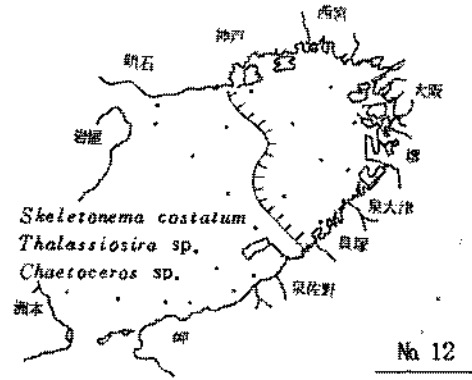 西宮
神戸
明石
大阪
岩屋
堺
泉大津
Skeletonema costatum
Thalassiosira sp.
Chaetoceros sp.
貝塚
泉佐野
洲本
岬
No. 12